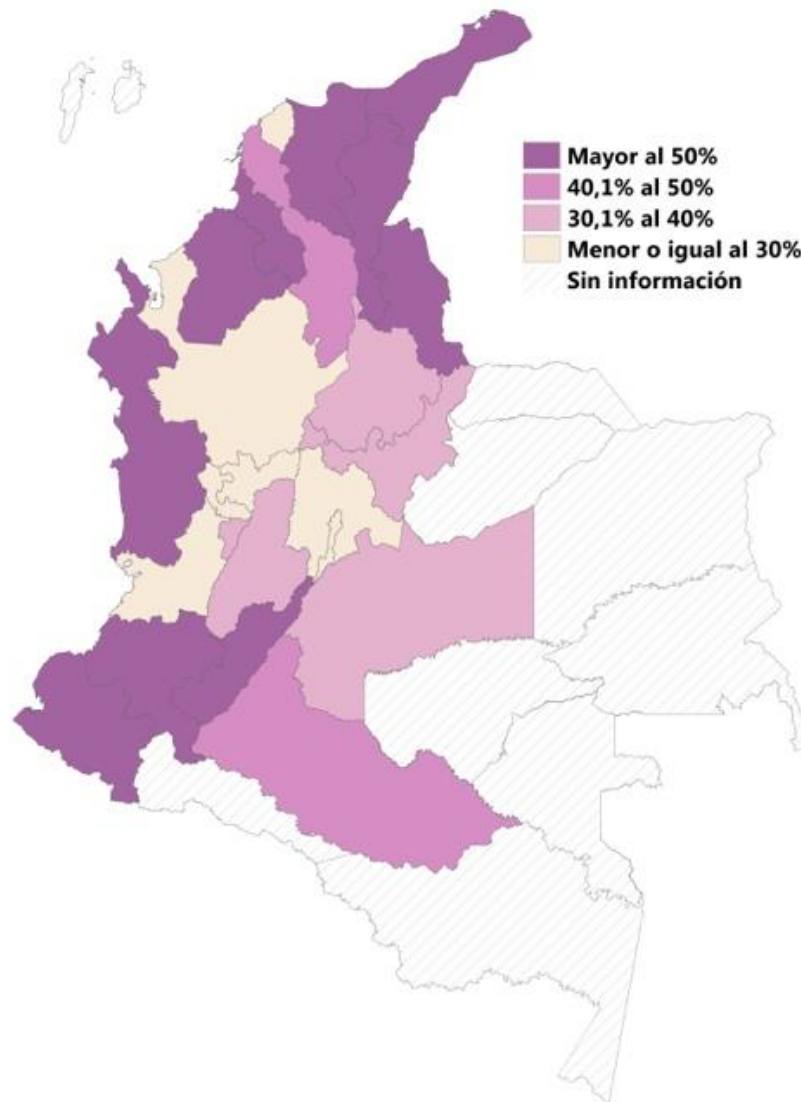 Mayor al 50%
40,1% al 50%
30,1% al 40%
Menor o igual al 30%
Sin información